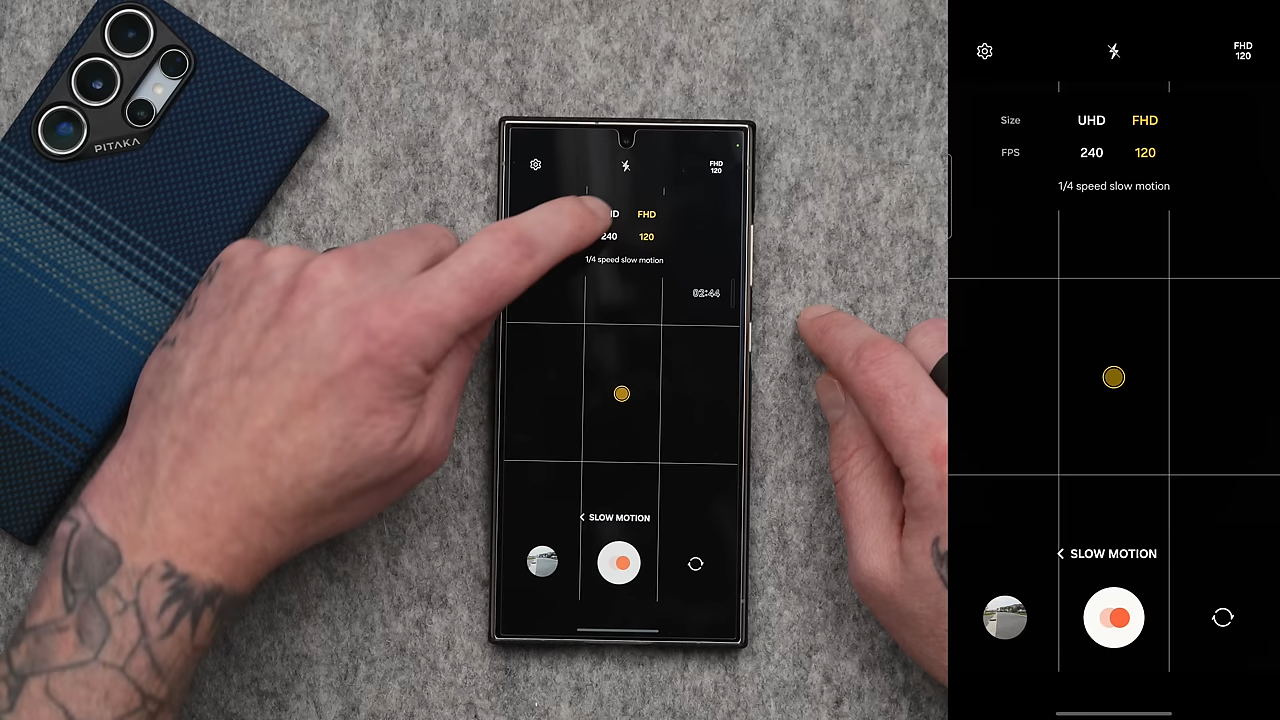 PITAKA
FHD
120
HD FHD
240 120
1/4 speed slow motion
02:44
SLOW MOTION
FHD
120
Size UHD FHD
FPS 240 120
1/4 speed slow motion
SLOW MOTION